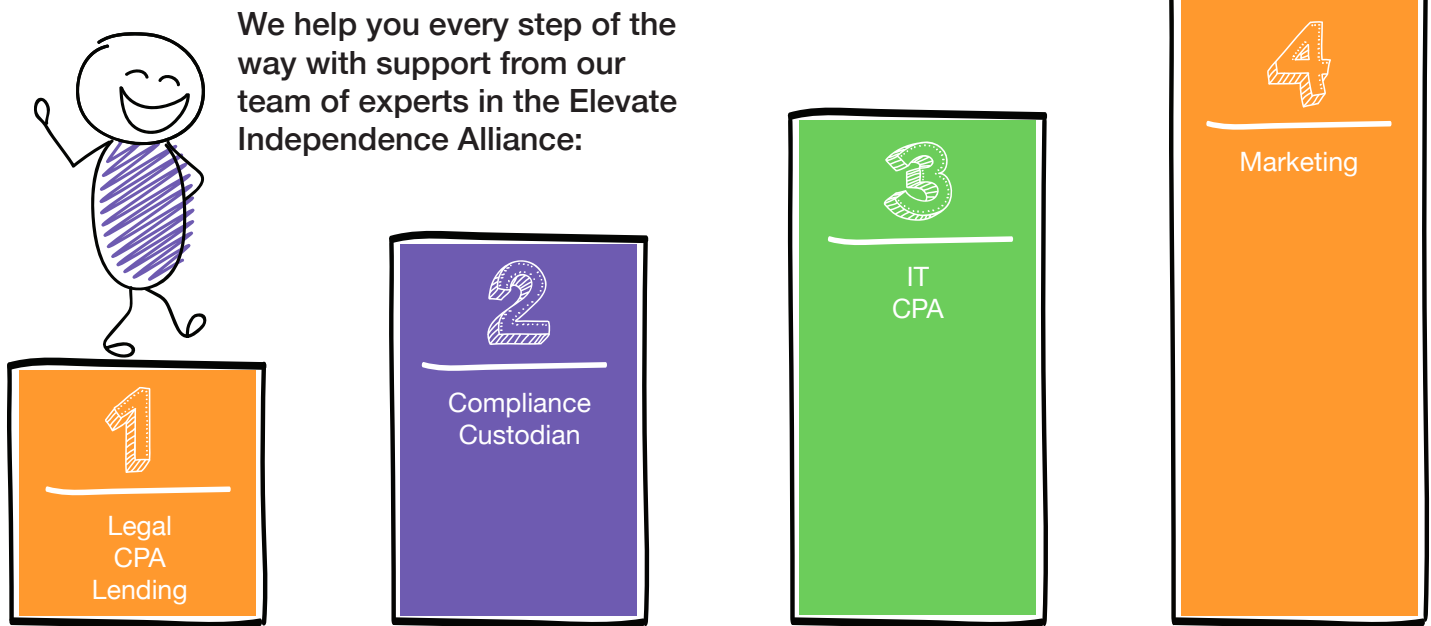 We help you every step of the
way with support from our
team of experts in the Elevate
Independence Alliance:
1
Legal
CPA
Lending
2
Compliance
Custodian
3
IT
CPA
4
Marketing